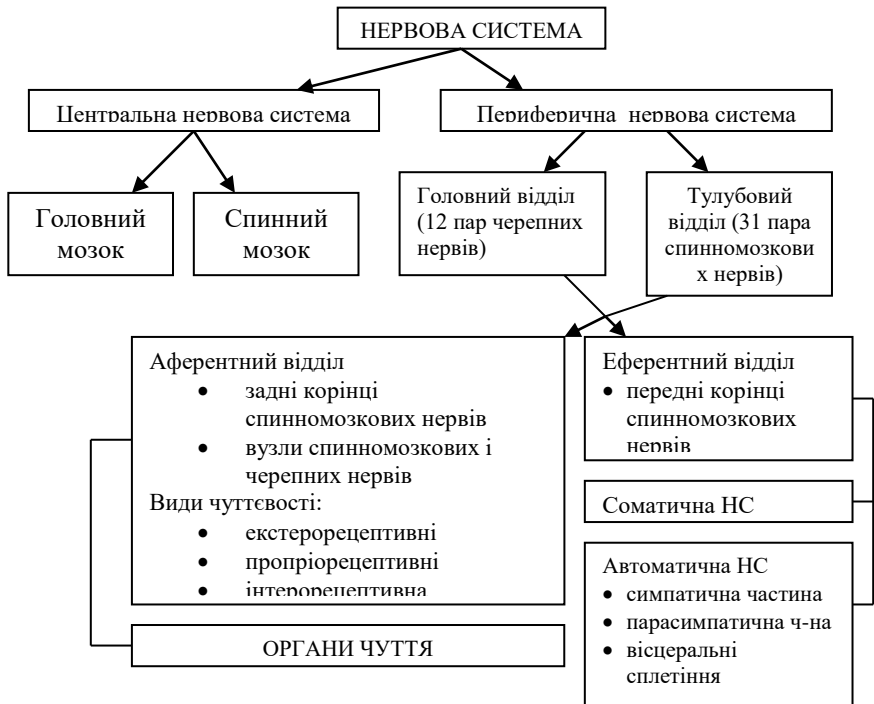 НЕРВОВА СИСТЕМА
Центральна нервова система
Периферична нервова система
Головний
мозок
Спинний
мозок
Головний відділ
(12 пар черепних
нервів)
Тулубовий
відділ (31 пара
спинномозкови
х нервів)
Аферентний відділ
• задні корінці
спинномозкових нервів
• вузли спинномозкових і
черепних нервів
Види чуттєвості:
• екстерорецептивні
• пропріорецептивні
• інтерорецептивна
ОРГАНИ ЧУТТЯ
Еферентний відділ
• передні корінці
спинномозкових
нервів
Соматична НС
Автоматична НС
• симпатична частина
• парасимпатична ч-на
• вісцеральні
сплетіння